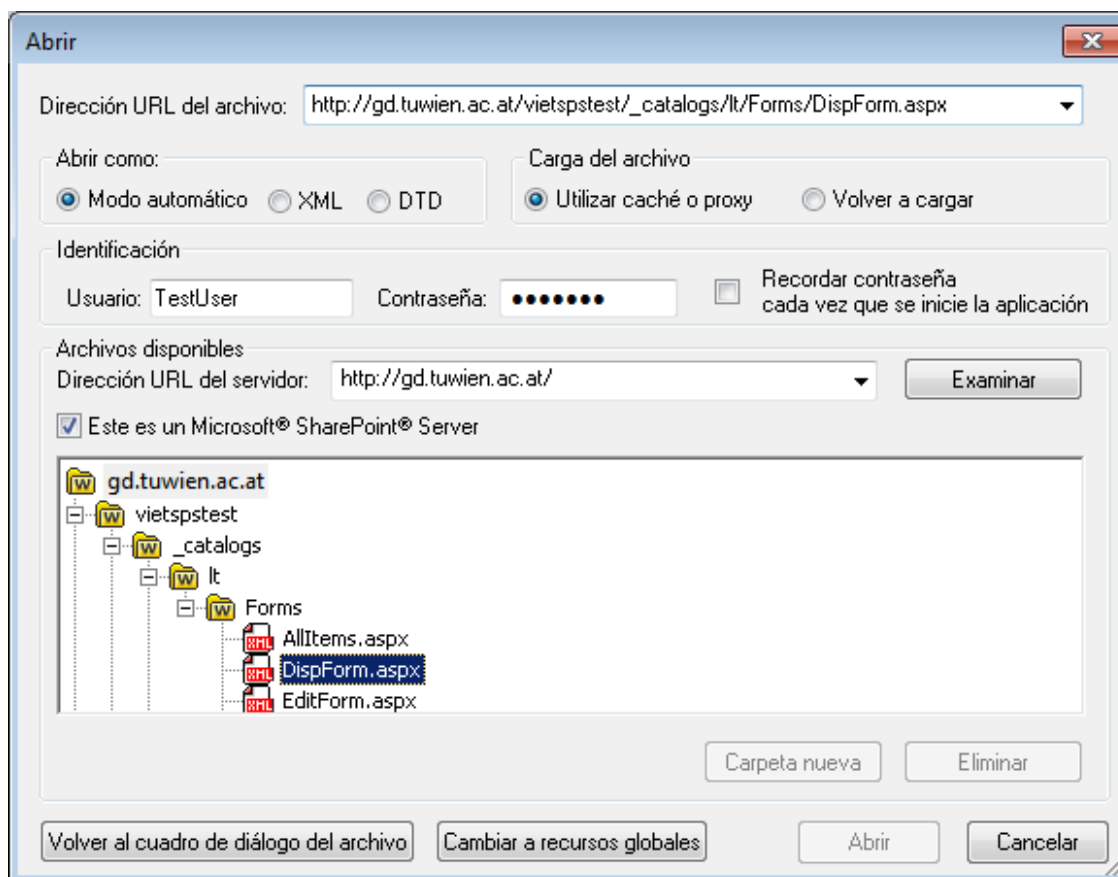 Abrir
Dirección URL del archivo: http://gd.tuwien.ac.at/vietspstest/_catalogs/lt/Forms/DispForm.aspx
Abrir como:
Modo automático XML DTD
Carga del archivo
Utilizar caché o proxy Volver a cargar
Identificación
Usuario: TestUser Contraseña: ●●●●●●●
Recordar contraseña
cada vez que se inicie la aplicación
Archivos disponibles
Dirección URL del servidor: http://gd.tuwien.ac.at/ Examinar
Este es un Microsoft® SharePoint® Server
gd.tuwien.ac.at
vietspstest
_catalogs
lt
Forms
AllItems.aspx
DispForm.aspx
EditForm.aspx
Carpeta nueva Eliminar
Volver al cuadro de diálogo del archivo Cambiar a recursos globales Abrir Cancelar